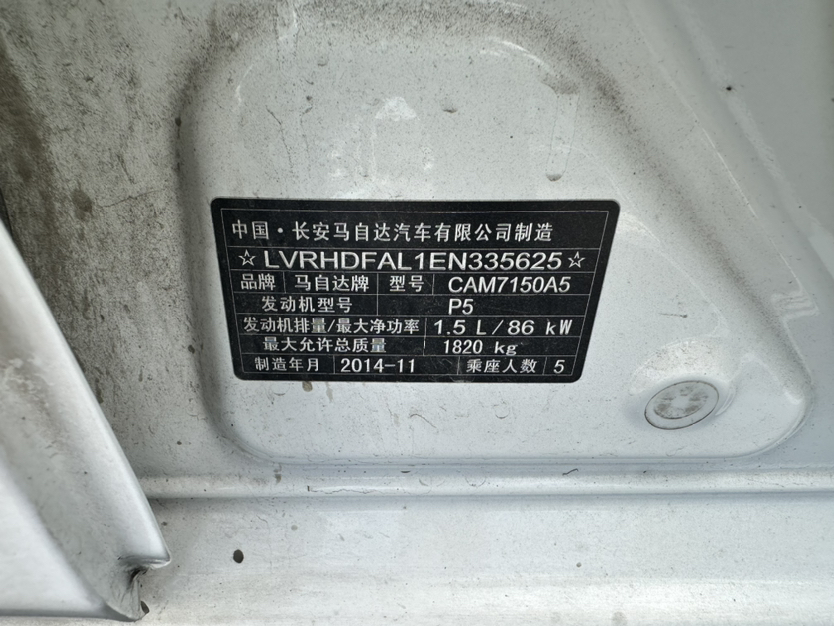 中国·长安马自达汽车有限公司制造
☆LVRHDFAL1EN335625☆
品牌 马自达牌 型号 CAM7150A5
发动机型号 P5
发动机排量/最大净功率 1.5 L/86 kW
最大允许总质量 1820 kg
制造年月 2014-11 乘座人数 5